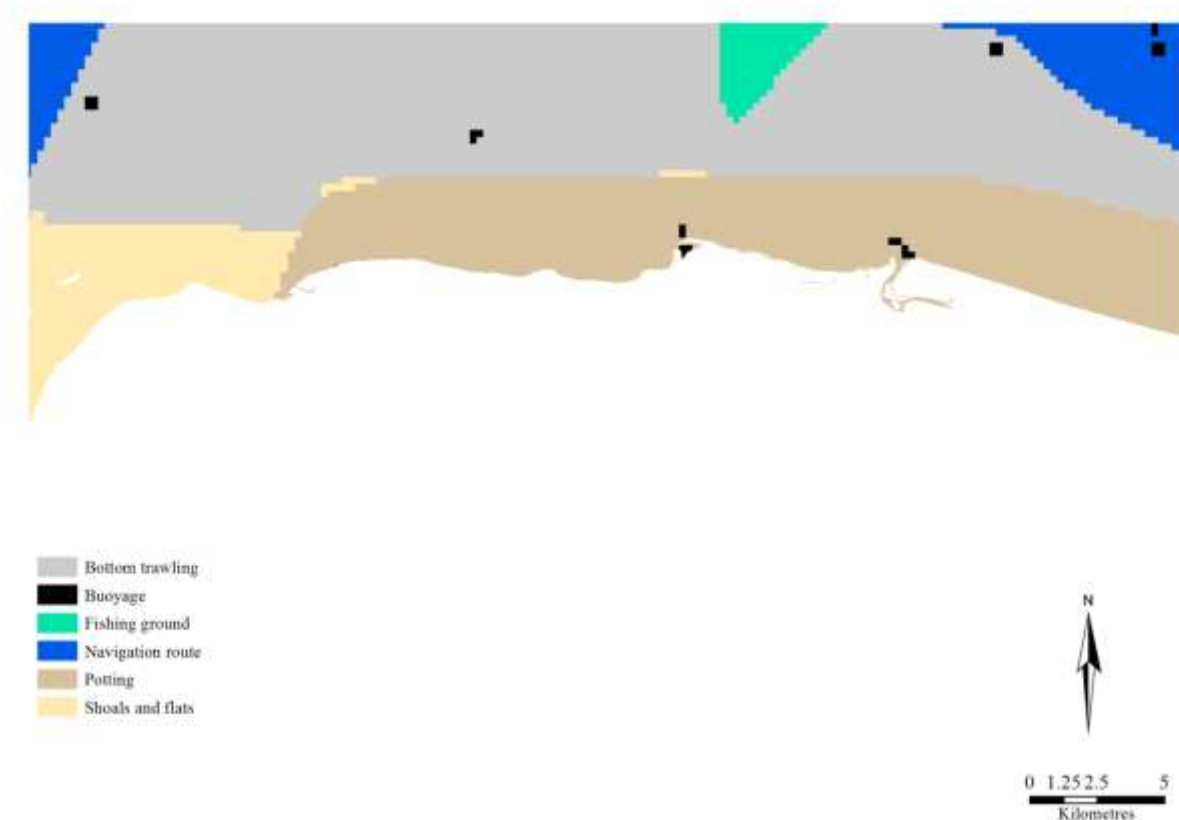 Bottom trawling
Buoyage
Fishing ground
Navigation route
Potting
Shoals and flats
N
0 1.25 2.5 5
Kilometres